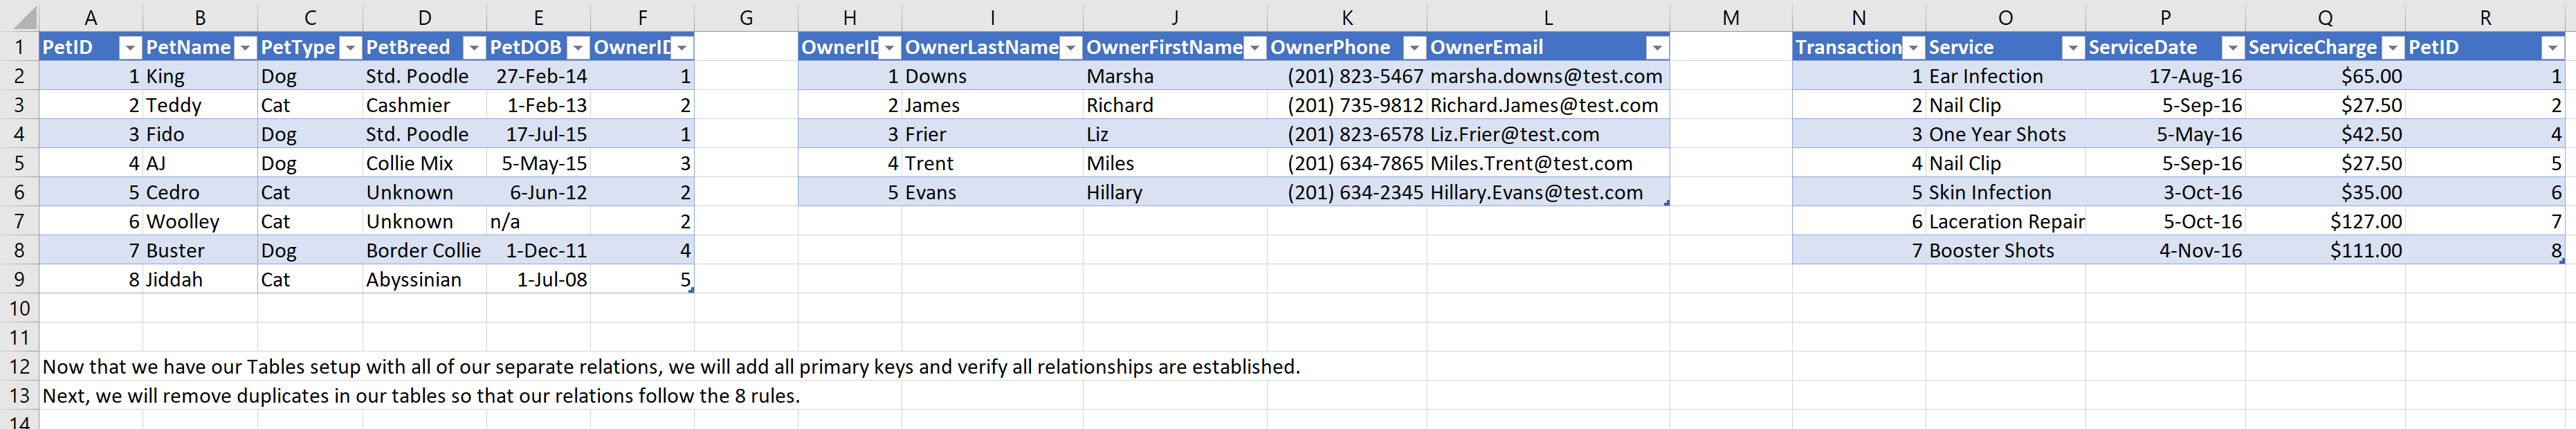 A B C D E F G H I J K L M N O P Q R
1 PetID PetName PetType PetBreed PetDOB OwnerID OwnerID OwnerLastName OwnerFirstName OwnerPhone OwnerEmail Transaction Service ServiceDate ServiceCharge PetID
2 1 King Dog Std. Poodle 27-Feb-14 1 1 Downs Marsha (201) 823-5467 marsha.downs@test.com 1 Ear Infection 17-Aug-16 $65.00 1
3 2 Teddy Cat Cashmier 1-Feb-13 2 2 James Richard (201) 735-9812 Richard.James@test.com 2 Nail Clip 5-Sep-16 $27.50 2
4 3 Fido Dog Std. Poodle 17-Jul-15 1 3 Frier Liz (201) 823-6578 Liz.Frier@test.com 3 One Year Shots 5-May-16 $42.50 4
5 4 AJ Dog Collie Mix 5-May-15 3 4 Trent Miles (201) 634-7865 Miles.Trent@test.com 4 Nail Clip 5-Sep-16 $27.50 5
6 5 Cedro Cat Unknown 6-Jun-12 2 5 Evans Hillary (201) 634-2345 Hillary.Evans@test.com 5 Skin Infection 3-Oct-16 $35.00 6
7 6 Woolley Cat Unknown n/a 2 6 Laceration Repair 5-Oct-16 $127.00 7
8 7 Buster Dog Border Collie 1-Dec-11 4 7 Booster Shots 4-Nov-16 $111.00 8
9 8 Jiddah Cat Abyssinian 1-Jul-08 5
10
11
12 Now that we have our Tables setup with all of our separate relations, we will add all primary keys and verify all relationships are established.
13 Next, we will remove duplicates in our tables so that our relations follow the 8 rules.
14